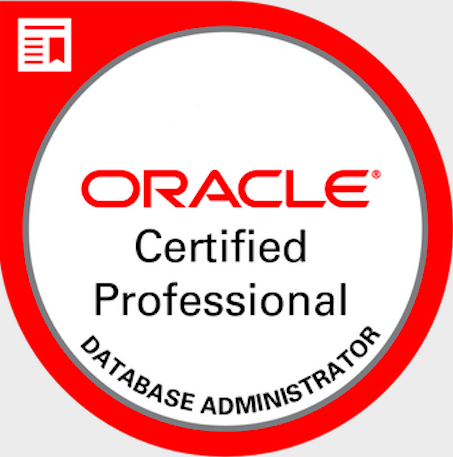 ORACLE®
Certified
Professional
DATABASE ADMINISTRATOR